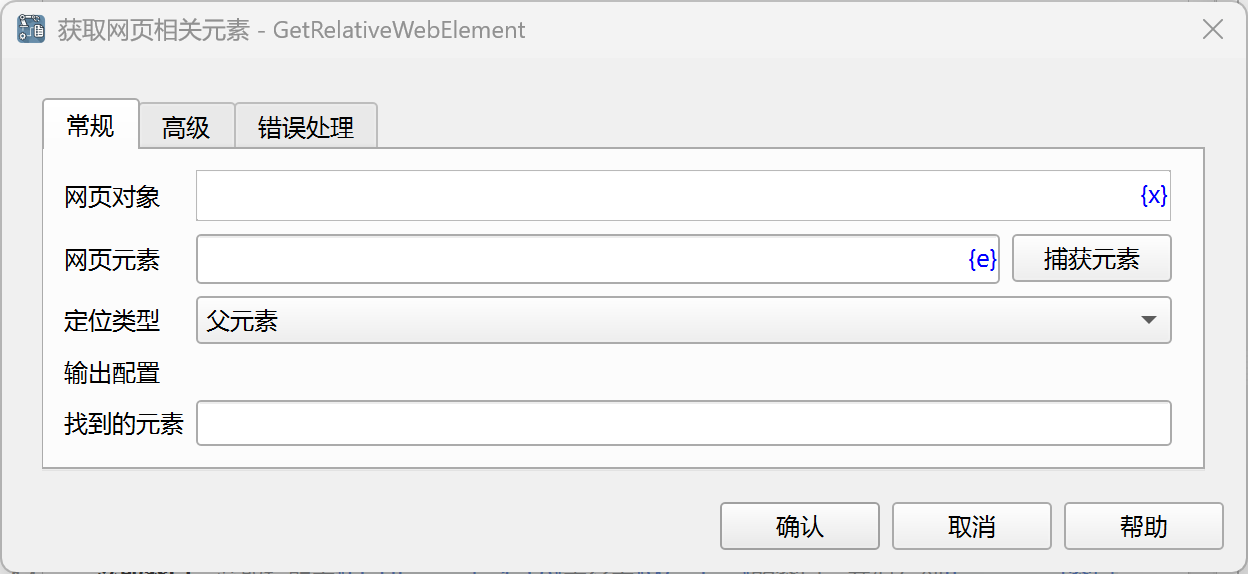 获取网页相关元素 - GetRelativeWebElement
常规 高级 错误处理
网页对象 {x}
网页元素 {e} 捕获元素
定位类型 父元素
输出配置
找到的元素
确认 取消 帮助